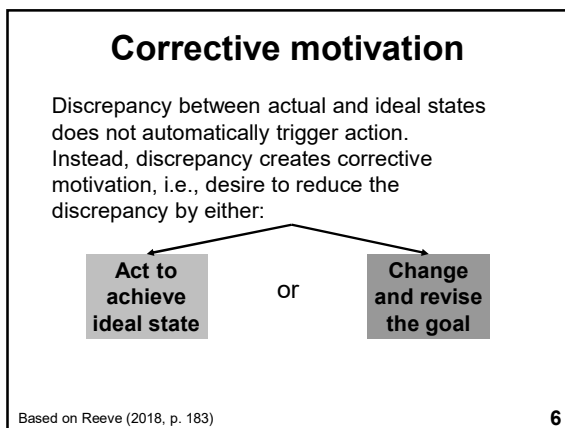 Corrective motivation
Discrepancy between actual and ideal states
does not automatically trigger action.
Instead, discrepancy creates corrective
motivation, i.e., desire to reduce the
discrepancy by either:
Act to
achieve
ideal state
or
Change
and revise
the goal
Based on Reeve (2018, p. 183)
6